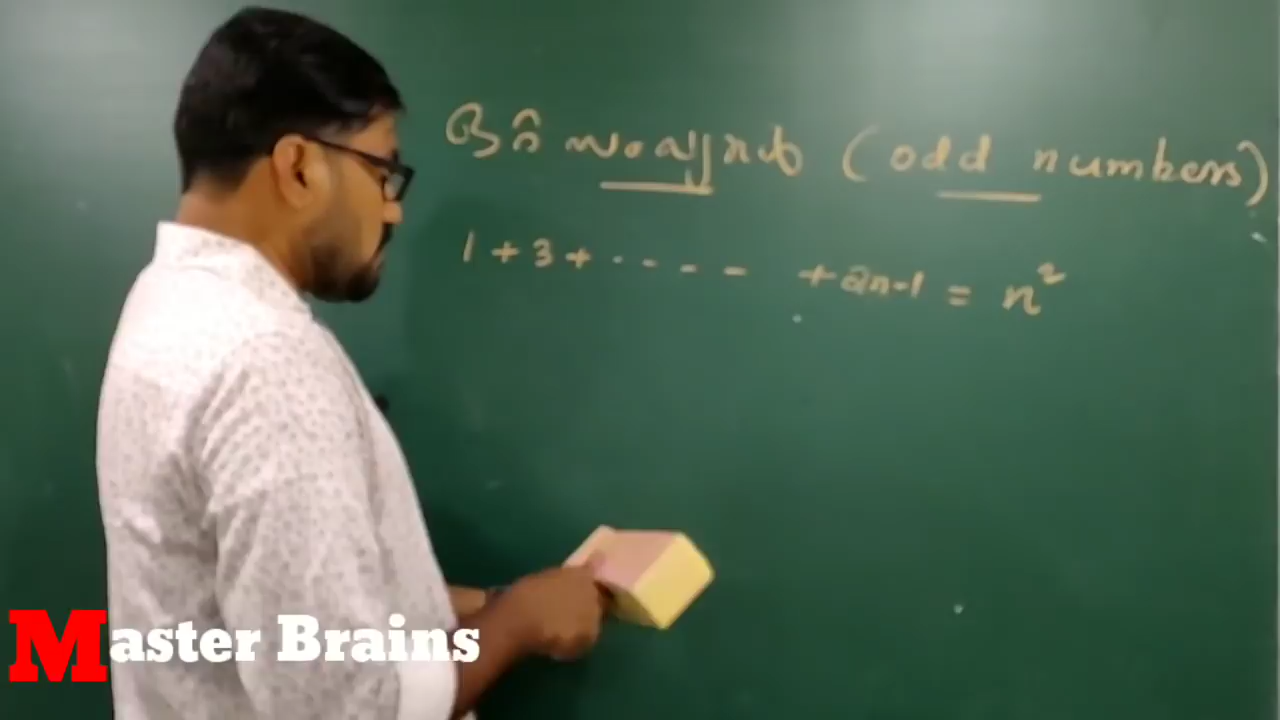 ഒറ്റ സംഖ്യകൾ (odd numbers)
1 + 3 + ..--- + 2n-1 = n²
Master Brains